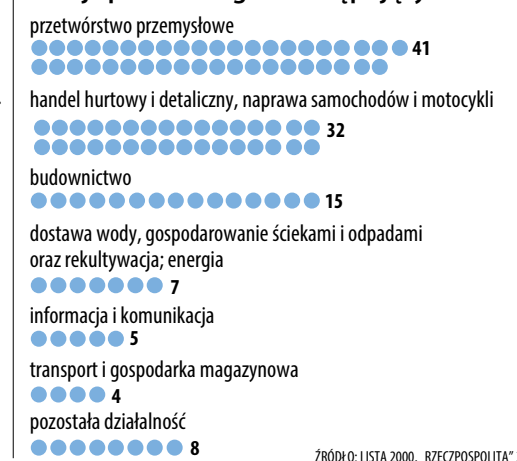 przetwórstwo przemysłowe
41
handel hurtowy i detaliczny, naprawa samochodów i motocykli
32
budownictwo
15
dostawa wody, gospodarowanie ściekami i odpadami
oraz rekultywacja; energia
7
informacja i komunikacja
5
transport i gospodarka magazynowa
4
pozostała działalność
8
ŹRÓDŁO: LISTA 2000, „RZECZPOSPOLITA”